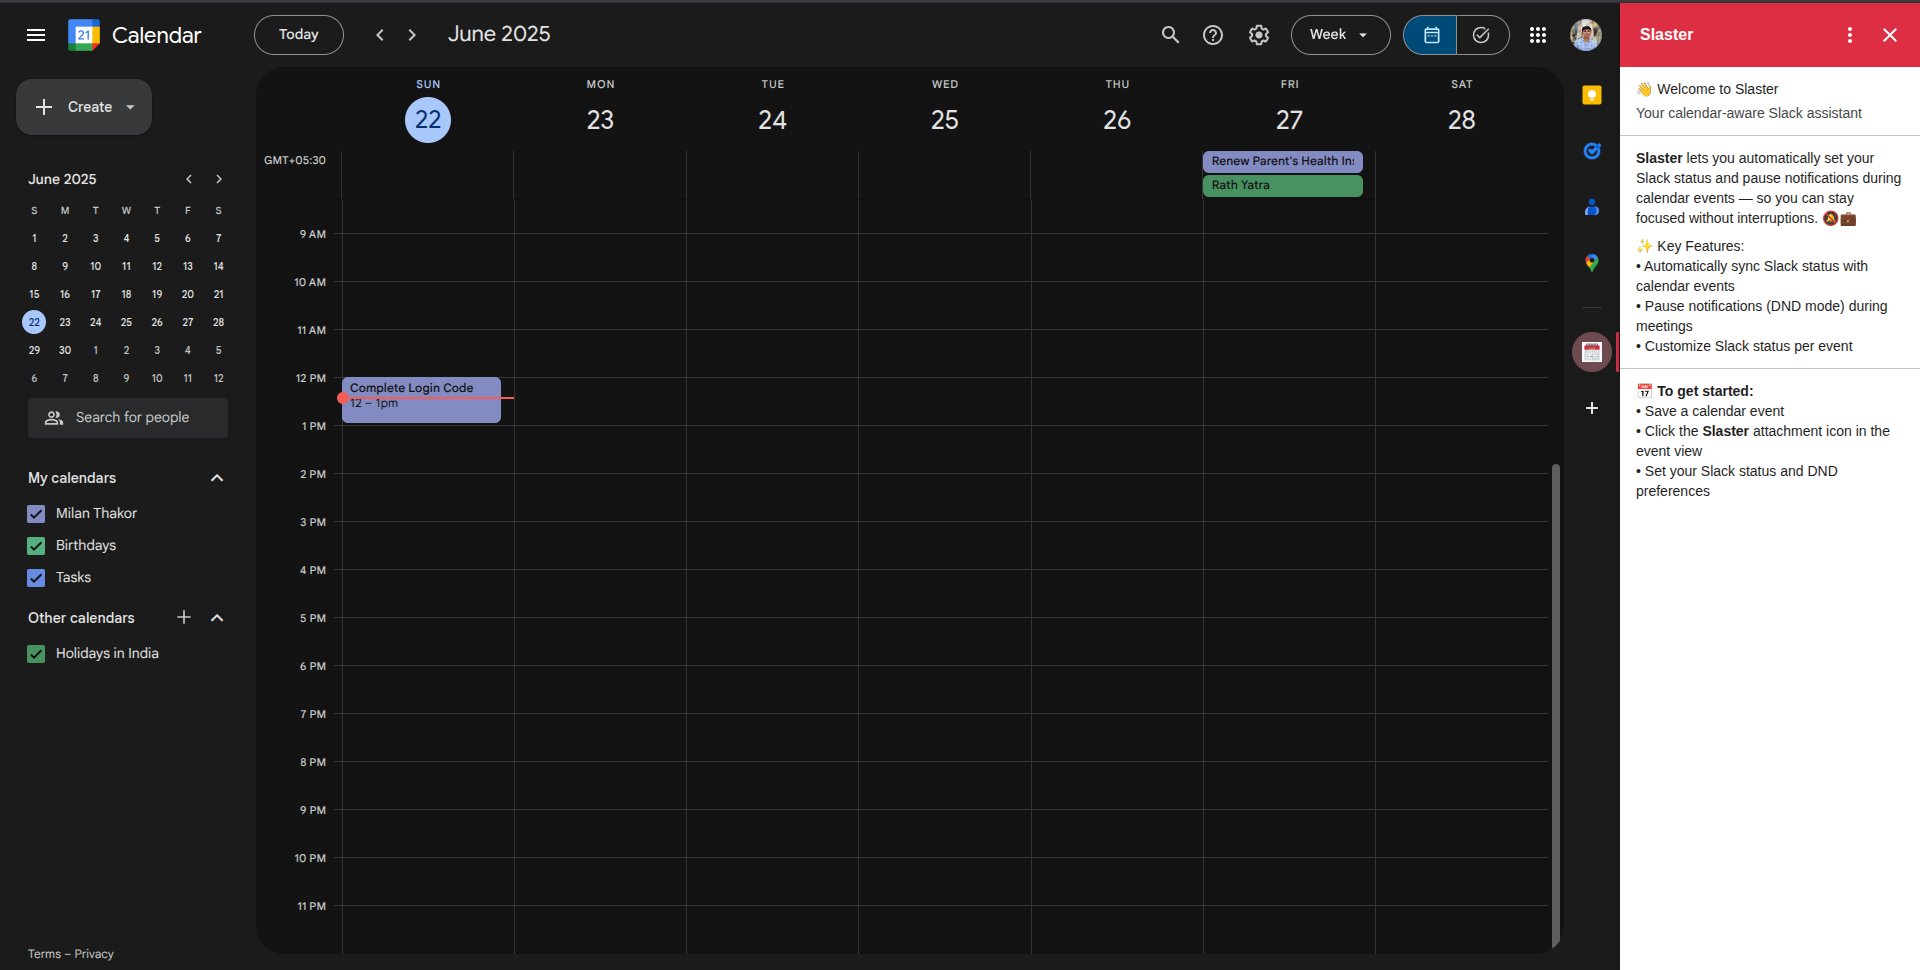 21 Calendar
Today
June 2025
Week
Create
June 2025
S M T W T F S
1 2 3 4 5 6 7
8 9 10 11 12 13 14
15 16 17 18 19 20 21
22 23 24 25 26 27 28
29 30 1 2 3 4 5
6 7 8 9 10 11 12
Search for people
My calendars
Milan Thakor
Birthdays
Tasks
Other calendars
Holidays in India
Terms – Privacy
SUN MON TUE WED THU FRI SAT
22 23 24 25 26 27 28
GMT+05:30
Renew Parent's Health Ins
Rath Yatra
9 AM
10 AM
11 AM
12 PM
Complete Login Code
12 – 1pm
1 PM
2 PM
3 PM
4 PM
5 PM
6 PM
7 PM
8 PM
9 PM
10 PM
11 PM
Slaster
👋 Welcome to Slaster
Your calendar-aware Slack assistant
Slaster lets you automatically set your
Slack status and pause notifications during
calendar events — so you can stay
focused without interruptions. 🔕💼
✨ Key Features:
• Automatically sync Slack status with
calendar events
• Pause notifications (DND mode) during
meetings
• Customize Slack status per event
📅 To get started:
• Save a calendar event
• Click the Slaster attachment icon in the
event view
• Set your Slack status and DND
preferences